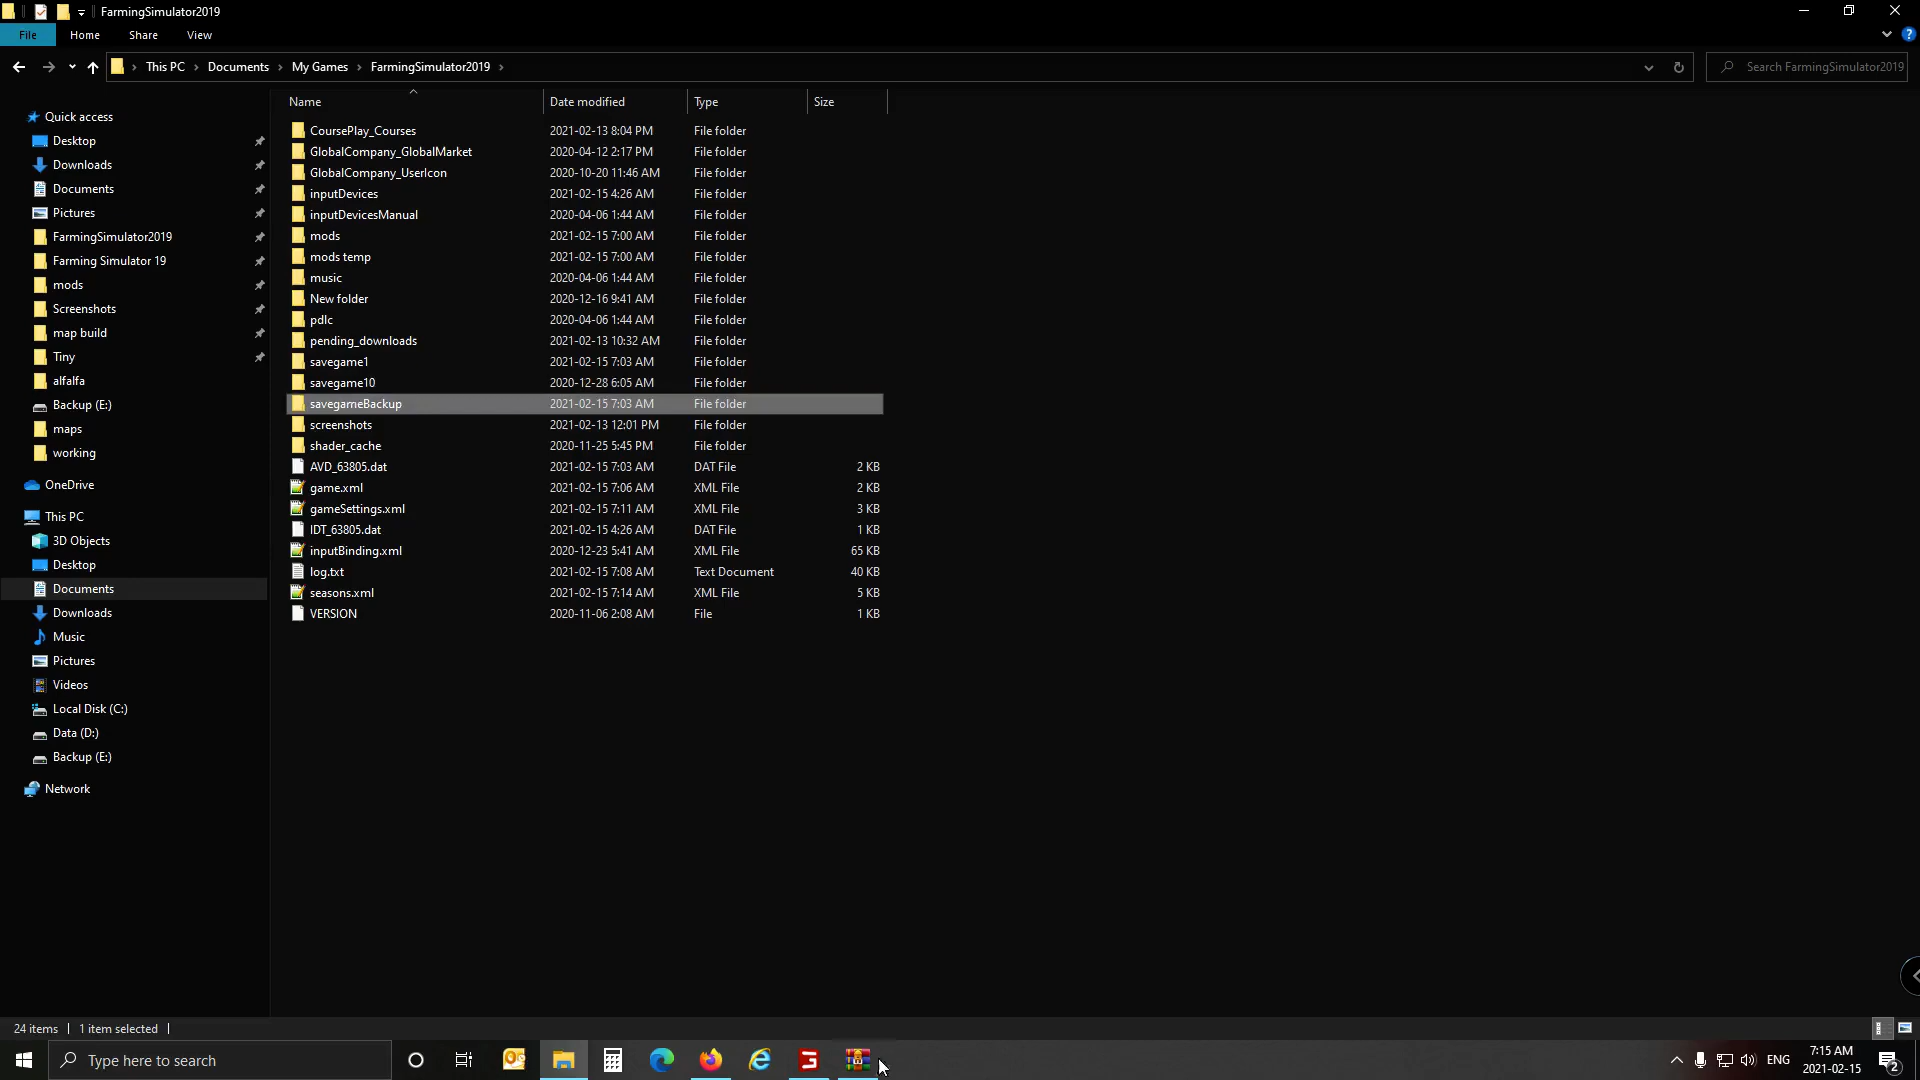 FarmingSimulator2019
File Home Share View
This PC Documents My Games FarmingSimulator2019
Search FarmingSimulator2019
Name Date modified Type Size
Quick access
Desktop
Downloads
Documents
Pictures
FarmingSimulator2019
Farming Simulator 19
mods
Screenshots
map build
Tiny
alfalfa
Backup (E:)
maps
working
OneDrive
This PC
3D Objects
Desktop
Documents
Downloads
Music
Pictures
Videos
Local Disk (C:)
Data (D:)
Backup (E:)
Network
CoursePlay_Courses 2021-02-13 8:04 PM File folder
GlobalCompany_GlobalMarket 2020-04-12 2:17 PM File folder
GlobalCompany_UserIcon 2020-10-20 11:46 AM File folder
inputDevices 2021-02-15 4:26 AM File folder
inputDevicesManual 2020-04-06 1:44 AM File folder
mods 2021-02-15 7:00 AM File folder
mods temp 2021-02-15 7:00 AM File folder
music 2020-04-06 1:44 AM File folder
New folder 2020-12-16 9:41 AM File folder
pdlc 2020-04-06 1:44 AM File folder
pending_downloads 2021-02-13 10:32 AM File folder
savegame1 2021-02-15 7:03 AM File folder
savegame10 2020-12-28 6:05 AM File folder
savegameBackup 2021-02-15 7:03 AM File folder
screenshots 2021-02-13 12:01 PM File folder
shader_cache 2020-11-25 5:45 PM File folder
AVD_63805.dat 2021-02-15 7:03 AM DAT File 2 KB
game.xml 2021-02-15 7:06 AM XML File 2 KB
gameSettings.xml 2021-02-15 7:11 AM XML File 3 KB
IDT_63805.dat 2021-02-15 4:26 AM DAT File 1 KB
inputBinding.xml 2020-12-23 5:41 AM XML File 65 KB
log.txt 2021-02-15 7:08 AM Text Document 40 KB
seasons.xml 2021-02-15 7:14 AM XML File 5 KB
VERSION 2020-11-06 2:08 AM File 1 KB
24 items 1 item selected
Type here to search
ENG
7:15 AM
2021-02-15
2